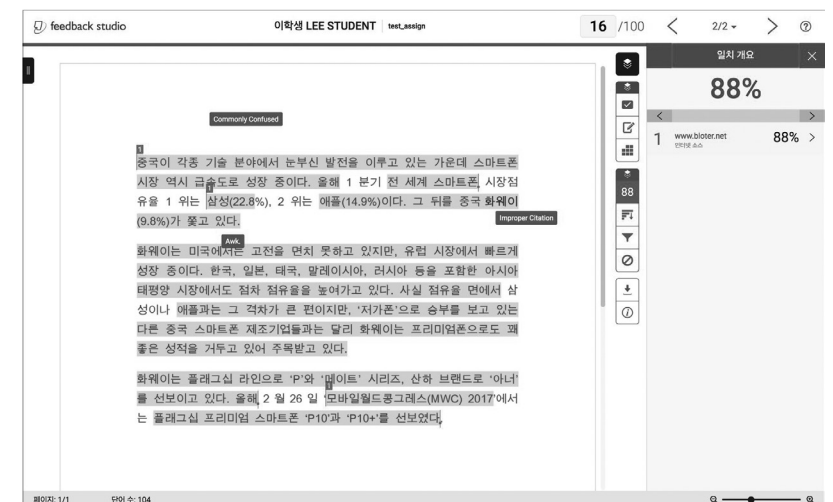 feedback studio
이학생 LEE STUDENT test_assign
16 /100
2/2
일치 개요
88%
1 www.bloter.net 88%
인터넷 소스
Commonly Confused
1
중국이 각종 기술 분야에서 눈부신 발전을 이루고 있는 가운데 스마트폰
시장 역시 급속도로 성장 중이다. 올해 1 분기 전 세계 스마트폰, 시장점
1
유율 1 위는 삼성(22.8%), 2 위는 애플(14.9%)이다. 그 뒤를 중국 화웨이
Improper Citation
(9.8%)가 쫓고 있다.
Awk.
화웨이는 미국에서는 고전을 면치 못하고 있지만, 유럽 시장에서 빠르게
성장 중이다. 한국, 일본, 태국, 말레이시아, 러시아 등을 포함한 아시아
태평양 시장에서도 점차 점유율을 높여가고 있다. 사실 점유율 면에서 삼
성이나 애플과는 그 격차가 큰 편이지만, '저가폰'으로 승부를 보고 있는
다른 중국 스마트폰 제조기업들과는 달리 화웨이는 프리미엄폰으로도 꽤
좋은 성적을 거두고 있어 주목받고 있다.
화웨이는 플래그십 라인으로 'P'와 '메이트' 시리즈, 산하 브랜드로 '아너'
1
를 선보이고 있다. 올해, 2 월 26 일 '모바일월드콩그레스(MWC) 2017'에서
는 플래그십 프리미엄 스마트폰 'P10'과 'P10+'를 선보였다.
88
페이지: 1/1 단어 수: 104